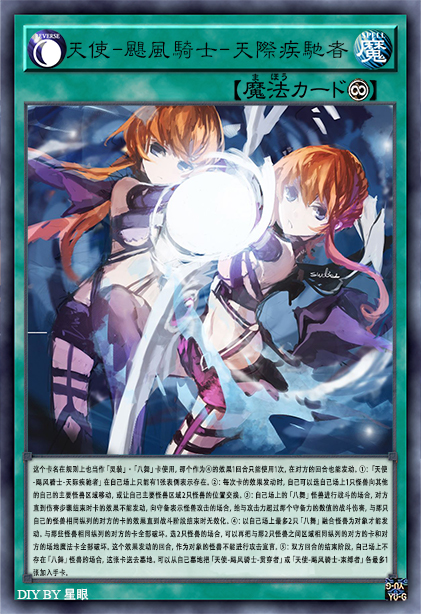 REVERSE
天使-颶風騎士-天際疾馳者
SPELL
魔
まほう
【魔法カード】
这个卡名在规则上也当作「灵装」·「八舞」卡使用,那个作为④的效果1回合只能使用1次,在对方的回合也能发动。①:「天使
-飓风骑士-天际疾驰者」在自己场上只能有1张表侧表示存在。②:每次卡的效果发动时,自己可以选自己场上1只怪兽向其他
的自己的主要怪兽区域移动,或让自己主要怪兽区域2只怪兽的位置交换。③:自己场上的「八舞」怪兽进行战斗的场合,对方
直到伤害步骤结束时卡的效果不能发动,向守备表示怪兽攻击的场合,给与攻击力超过那个守备力的数值的战斗伤害,与那只
自己的怪兽相同纵列的对方的卡的效果直到战斗阶段结束时无效化。④:以自己场上最多2只「八舞」融合怪兽为对象才能发
动。与那些怪兽相同纵列的对方的卡全部破坏。选2只怪兽的场合,可以再把与那2只怪兽之间区域相同纵列的对方的卡和对
方的场地魔法卡全部破坏。这个效果发动的回合,作为对象的怪兽不能进行攻击宣言。⑤:双方回合的结束阶段,自己场上不
存在「八舞」怪兽的场合,这张卡送去墓地,可以从自己墓地把「天使-飓风骑士-贯穿者」或「天使-飓风骑士-束缚者」各最多1
张加入手卡。
DIY BY 星眼
YU-G